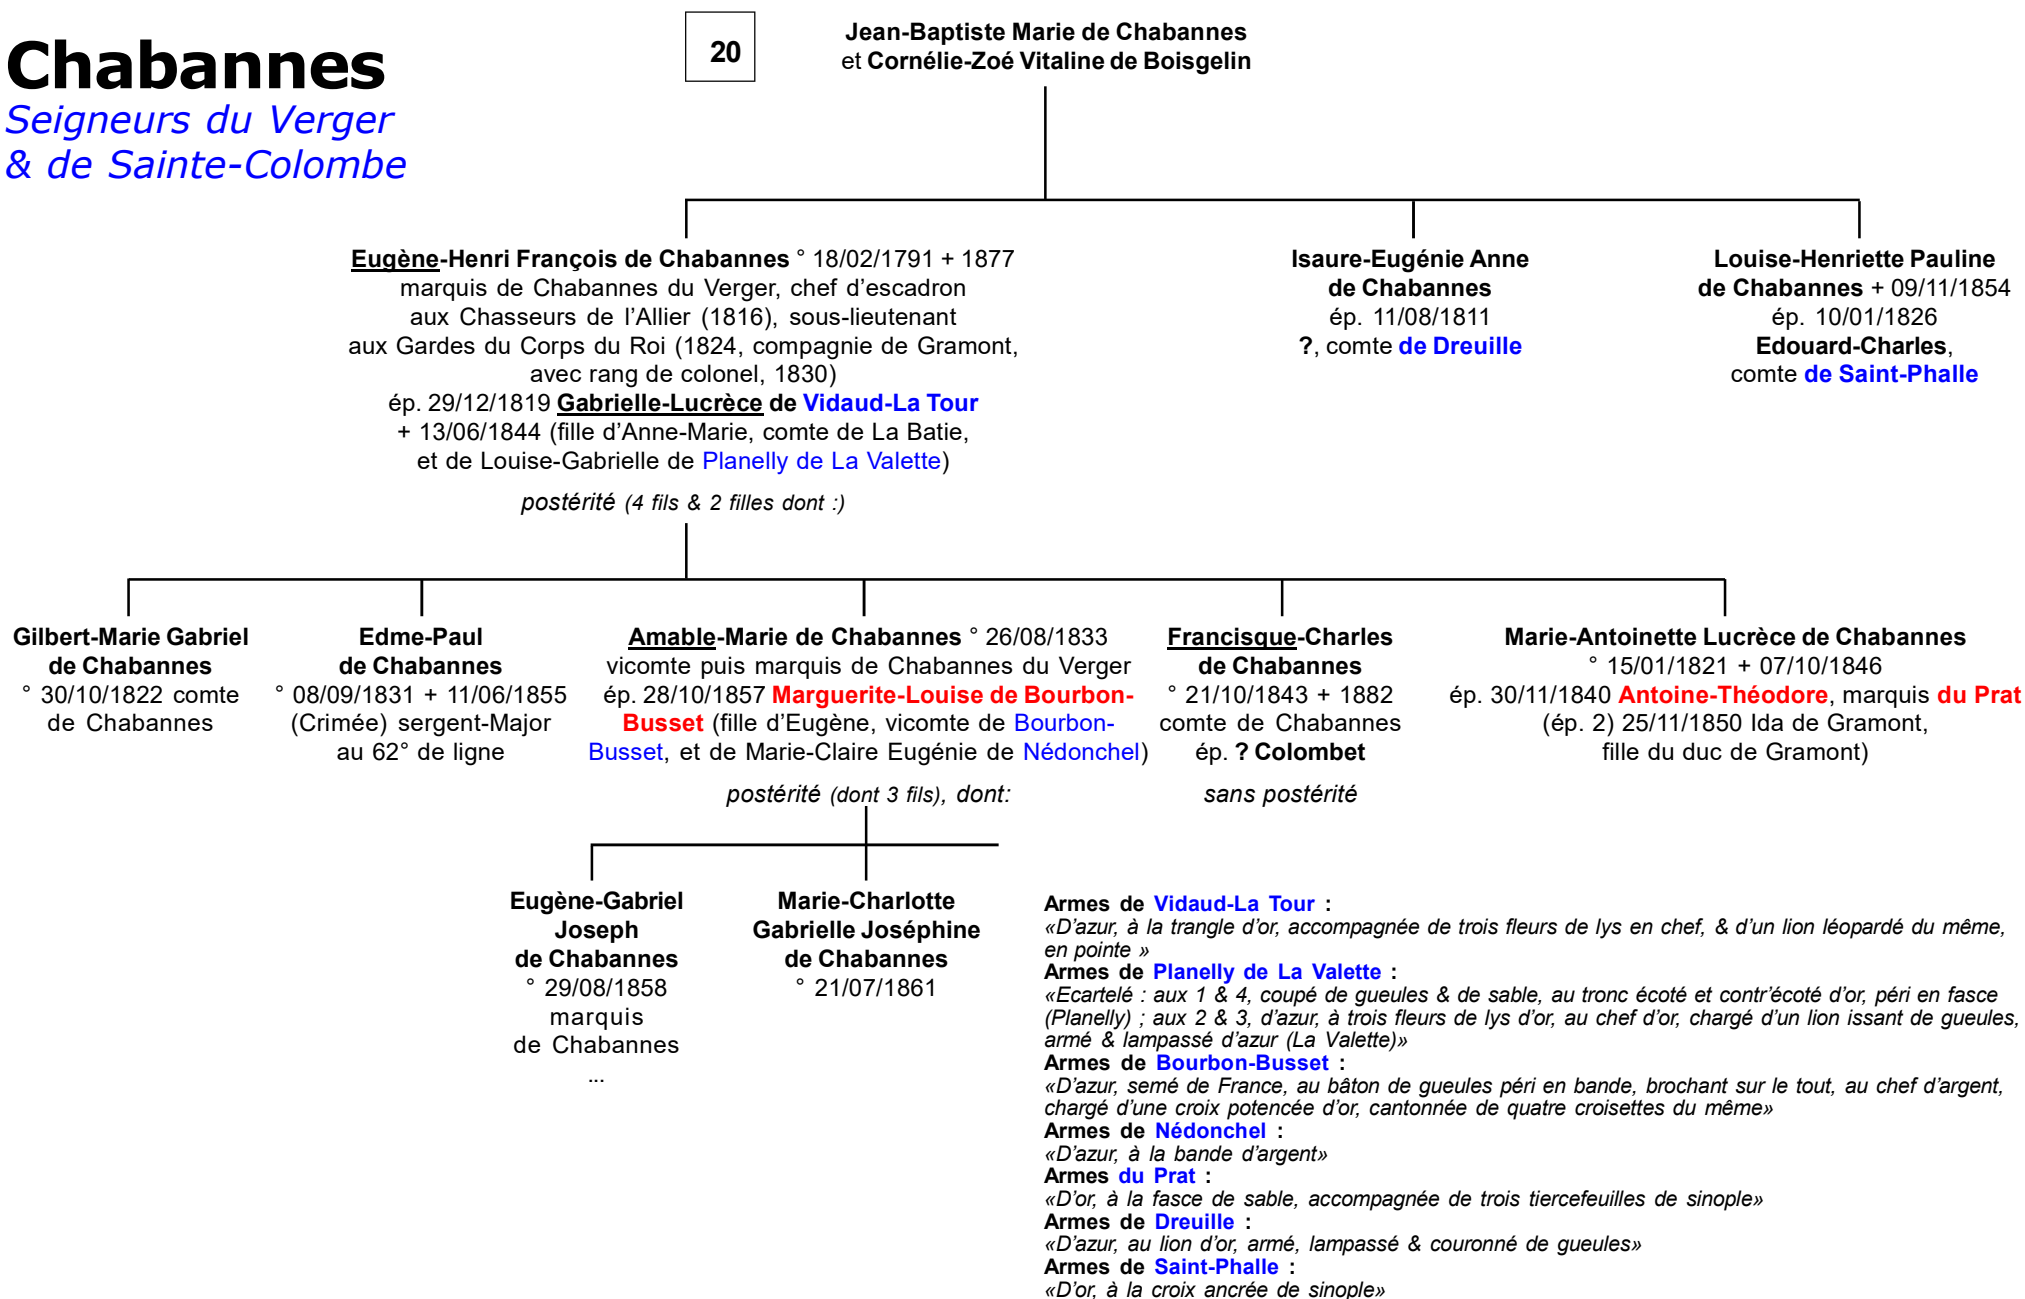 Chabannes
Seigneurs du Verger
& de Sainte-Colombe
20
Jean-Baptiste Marie de Chabannes
et Cornélie-Zoé Vitaline de Boisgelin
Eugène-Henri François de Chabannes ° 18/02/1791 + 1877
marquis de Chabannes du Verger, chef d’escadron
aux Chasseurs de l’Allier (1816), sous-lieutenant
aux Gardes du Corps du Roi (1824, compagnie de Gramont,
avec rang de colonel, 1830)
ép. 29/12/1819 Gabrielle-Lucrèce de Vidaud-La Tour
+ 13/06/1844 (fille d’Anne-Marie, comte de La Batie,
et de Louise-Gabrielle de Planelly de La Valette)
postérité (4 fils & 2 filles dont :)
Isaure-Eugénie Anne
de Chabannes
ép. 11/08/1811
?, comte de Dreuille
Louise-Henriette Pauline
de Chabannes + 09/11/1854
ép. 10/01/1826
Edouard-Charles,
comte de Saint-Phalle
Gilbert-Marie Gabriel
de Chabannes
° 30/10/1822 comte
de Chabannes
Edme-Paul
de Chabannes
° 08/09/1831 + 11/06/1855
(Crimée) sergent-Major
au 62° de ligne
Amable-Marie de Chabannes ° 26/08/1833
vicomte puis marquis de Chabannes du Verger
ép. 28/10/1857 Marguerite-Louise de Bourbon-
Busset (fille d’Eugène, vicomte de Bourbon-
Busset, et de Marie-Claire Eugénie de Nédonchel)
postérité (dont 3 fils), dont:
Francisque-Charles
de Chabannes
° 21/10/1843 + 1882
comte de Chabannes
ép. ? Colombet
sans postérité
Marie-Antoinette Lucrèce de Chabannes
° 15/01/1821 + 07/10/1846
ép. 30/11/1840 Antoine-Théodore, marquis du Prat
(ép. 2) 25/11/1850 Ida de Gramont,
fille du duc de Gramont)
Eugène-Gabriel
Joseph
de Chabannes
° 29/08/1858
marquis
de Chabannes
...
Marie-Charlotte
Gabrielle Joséphine
de Chabannes
° 21/07/1861
Armes de Vidaud-La Tour :
«D’azur, à la trangle d’or, accompagnée de trois fleurs de lys en chef, & d’un lion léopardé du même,
en pointe »
Armes de Planelly de La Valette :
«Ecartelé : aux 1 & 4, coupé de gueules & de sable, au tronc écoté et contr’écoté d’or, péri en fasce
(Planelly) ; aux 2 & 3, d’azur, à trois fleurs de lys d’or, au chef d’or, chargé d’un lion issant de gueules,
armé & lampassé d’azur (La Valette)»
Armes de Bourbon-Busset :
«D’azur, semé de France, au bâton de gueules péri en bande, brochant sur le tout, au chef d’argent,
chargé d’une croix potencée d’or, cantonnée de quatre croisettes du même»
Armes de Nédonchel :
«D’azur, à la bande d’argent»
Armes du Prat :
«D’or, à la fasce de sable, accompagnée de trois tiercefeuilles de sinople»
Armes de Dreuille :
«D’azur, au lion d’or, armé, lampassé & couronné de gueules»
Armes de Saint-Phalle :
«D’or, à la croix ancrée de sinople»